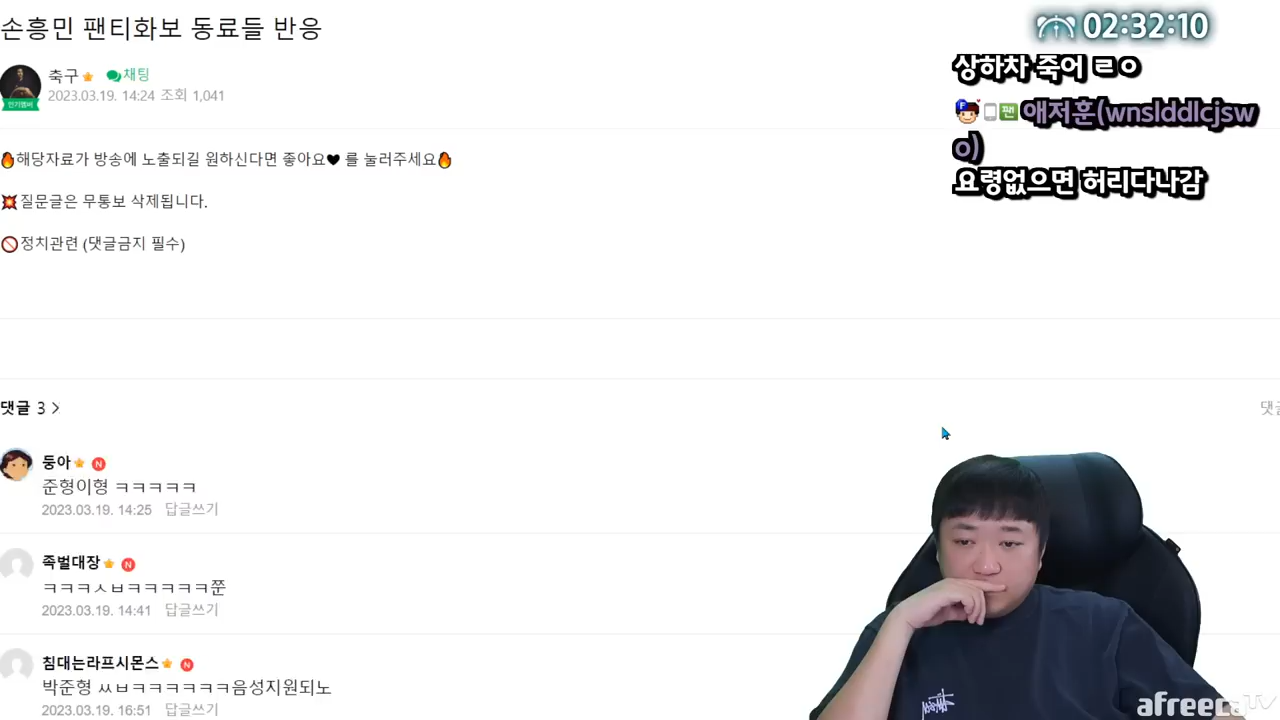 손흥민 팬티화보 동료들 반응
축구 채팅
인기멤버
2023.03.19. 14:24 조회 1,041
02:32:10
상하차 죽어 ㄹㅇ
F 팬 애저훈(wnslddlcjsw
o)
요령없으면 허리다나감
🔥해당자료가 방송에 노출되길 원하신다면 좋아요🖤 를 눌러주세요🔥
💥질문글은 무통보 삭제됩니다.
🚫정치관련 (댓글금지 필수)
댓글 3 >
댓글
둥아 N
준형이형 ㅋㅋㅋㅋㅋ
2023.03.19. 14:25 답글쓰기
족벌대장 N
ㅋㅋㅋㅅㅂㅋㅋㅋㅋㅋ쭌
2023.03.19. 14:41 답글쓰기
침대는라프시몬스 N
박준형 ㅆㅂㅋㅋㅋㅋㅋㅋ음성지원되노
2023.03.19. 16:51 답글쓰기
afreecaTV